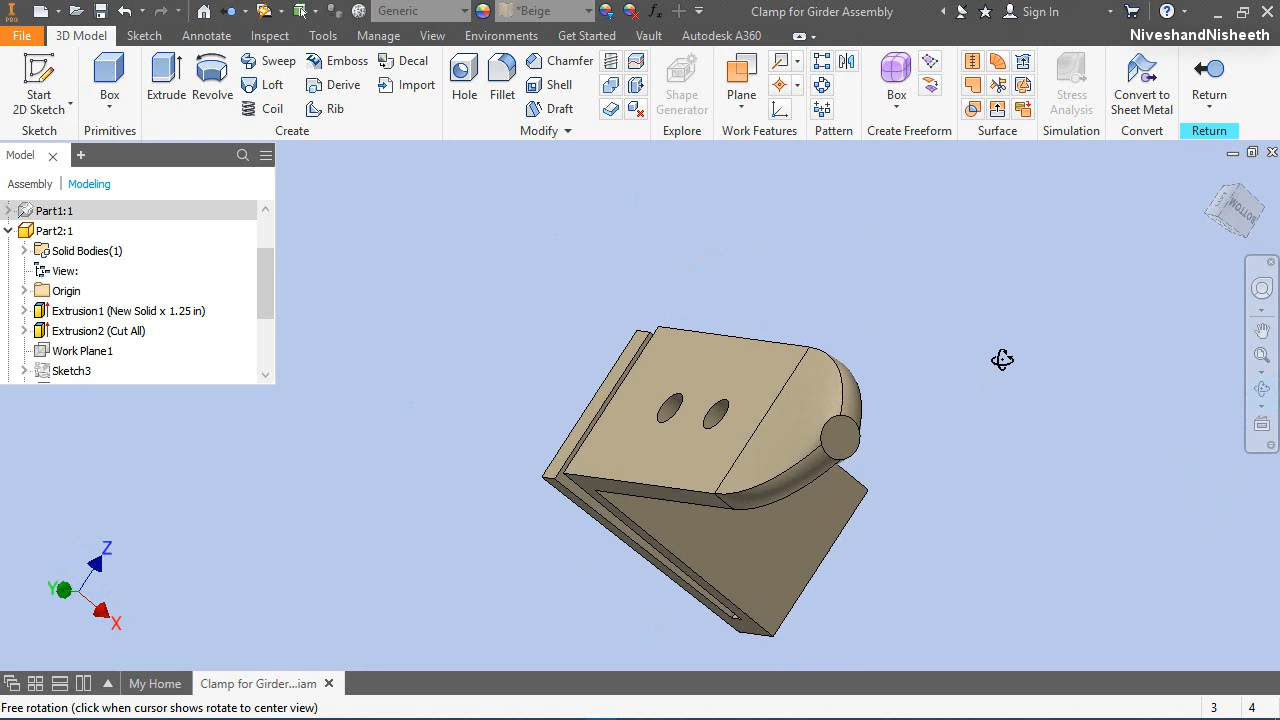 Generic
*Beige
Clamp for Girder Assembly
Sign In
PRO
File
3D Model
Sketch
Annotate
Inspect
Tools
Manage
View
Environments
Get Started
Vault
Autodesk A360
NiveshandNisheeth
Start
2D Sketch
Box
Extrude
Revolve
Sweep
Loft
Coil
Emboss
Derive
Rib
Decal
Import
Hole
Fillet
Chamfer
Shell
Draft
Shape
Generator
Plane
Box
Stress
Analysis
Convert to
Sheet Metal
Return
Sketch
Primitives
Create
Modify
Explore
Work Features
Pattern
Create Freeform
Surface
Simulation
Convert
Return
Model
Assembly
Modeling
Part1:1
Part2:1
Solid Bodies(1)
View:
Origin
Extrusion1 (New Solid x 1.25 in)
Extrusion2 (Cut All)
Work Plane1
Sketch3
BOTTOM
Z
Y
X
My Home
Clamp for Girder...iam
Free rotation (click when cursor shows rotate to center view)
3
4